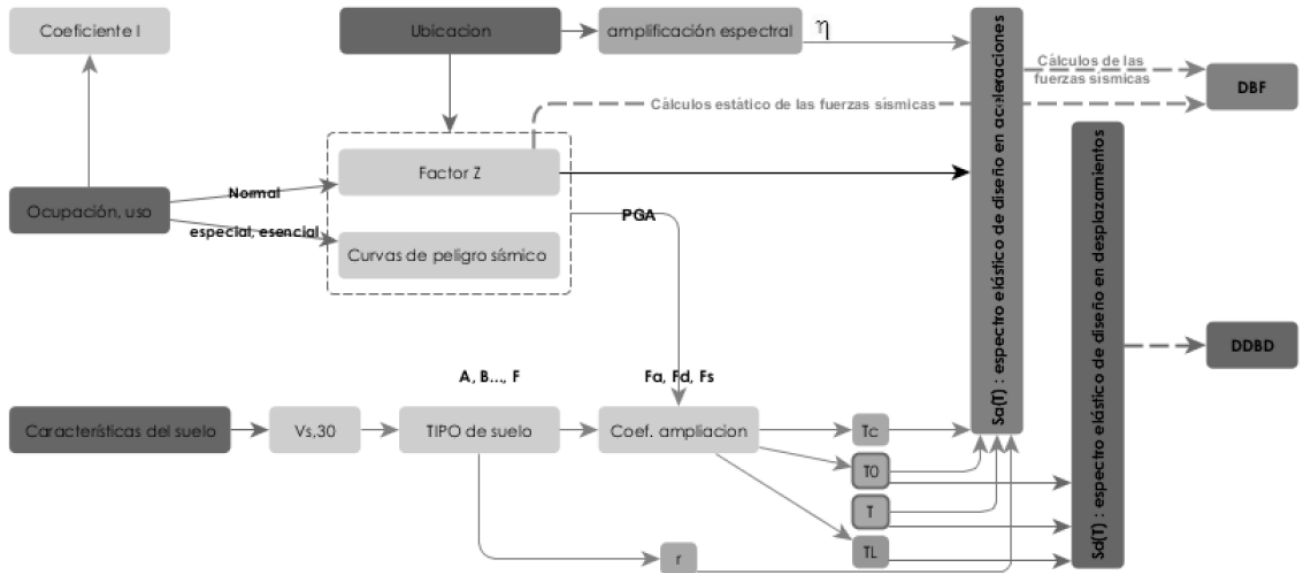 Coeficiente I
Ubicacion
amplificación espectral
η
Cálculos de las
fuerzas sísmicas
DBF
Cálculos estático de las fuerzas sísmicas
Factor Z
Normal
Ocupación, uso
especial, esencial
PGA
Curvas de peligro sísmico
Sa(T) : espectro elástico de diseño en aceleraciones
Sd(T) : espectro elástico de diseño en desplazamientos
DDBD
A, B..., F
Fa, Fd, Fs
Características del suelo
Vs,30
TIPO de suelo
Coef. ampliacion
Tc
T0
T
TL
r